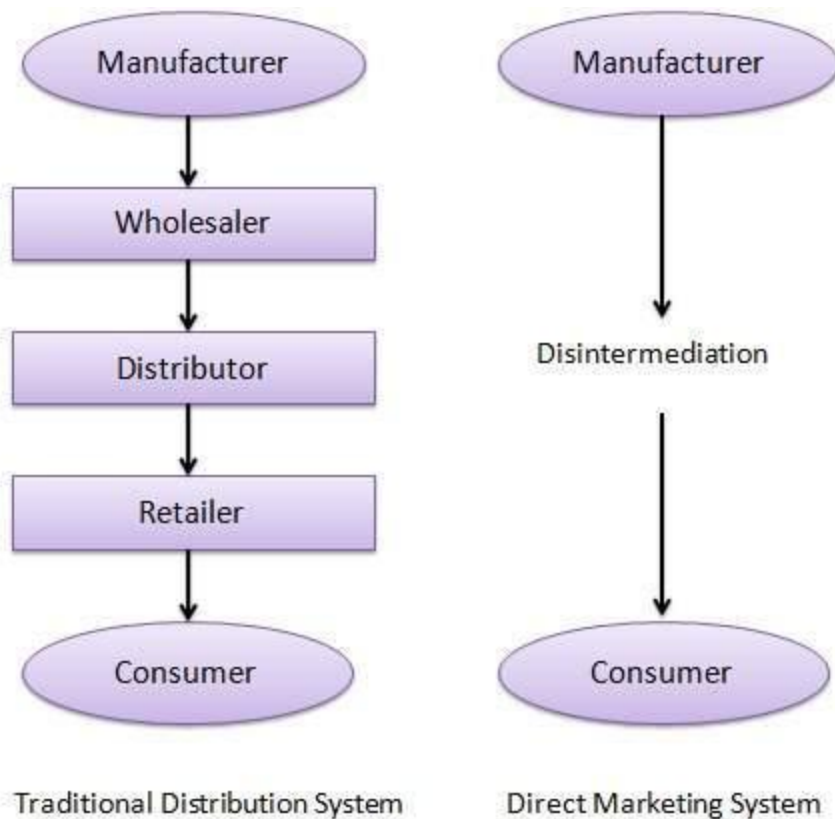 Manufacturer
Wholesaler
Distributor
Retailer
Consumer
Traditional Distribution System
Manufacturer
Disintermediation
Consumer
Direct Marketing System